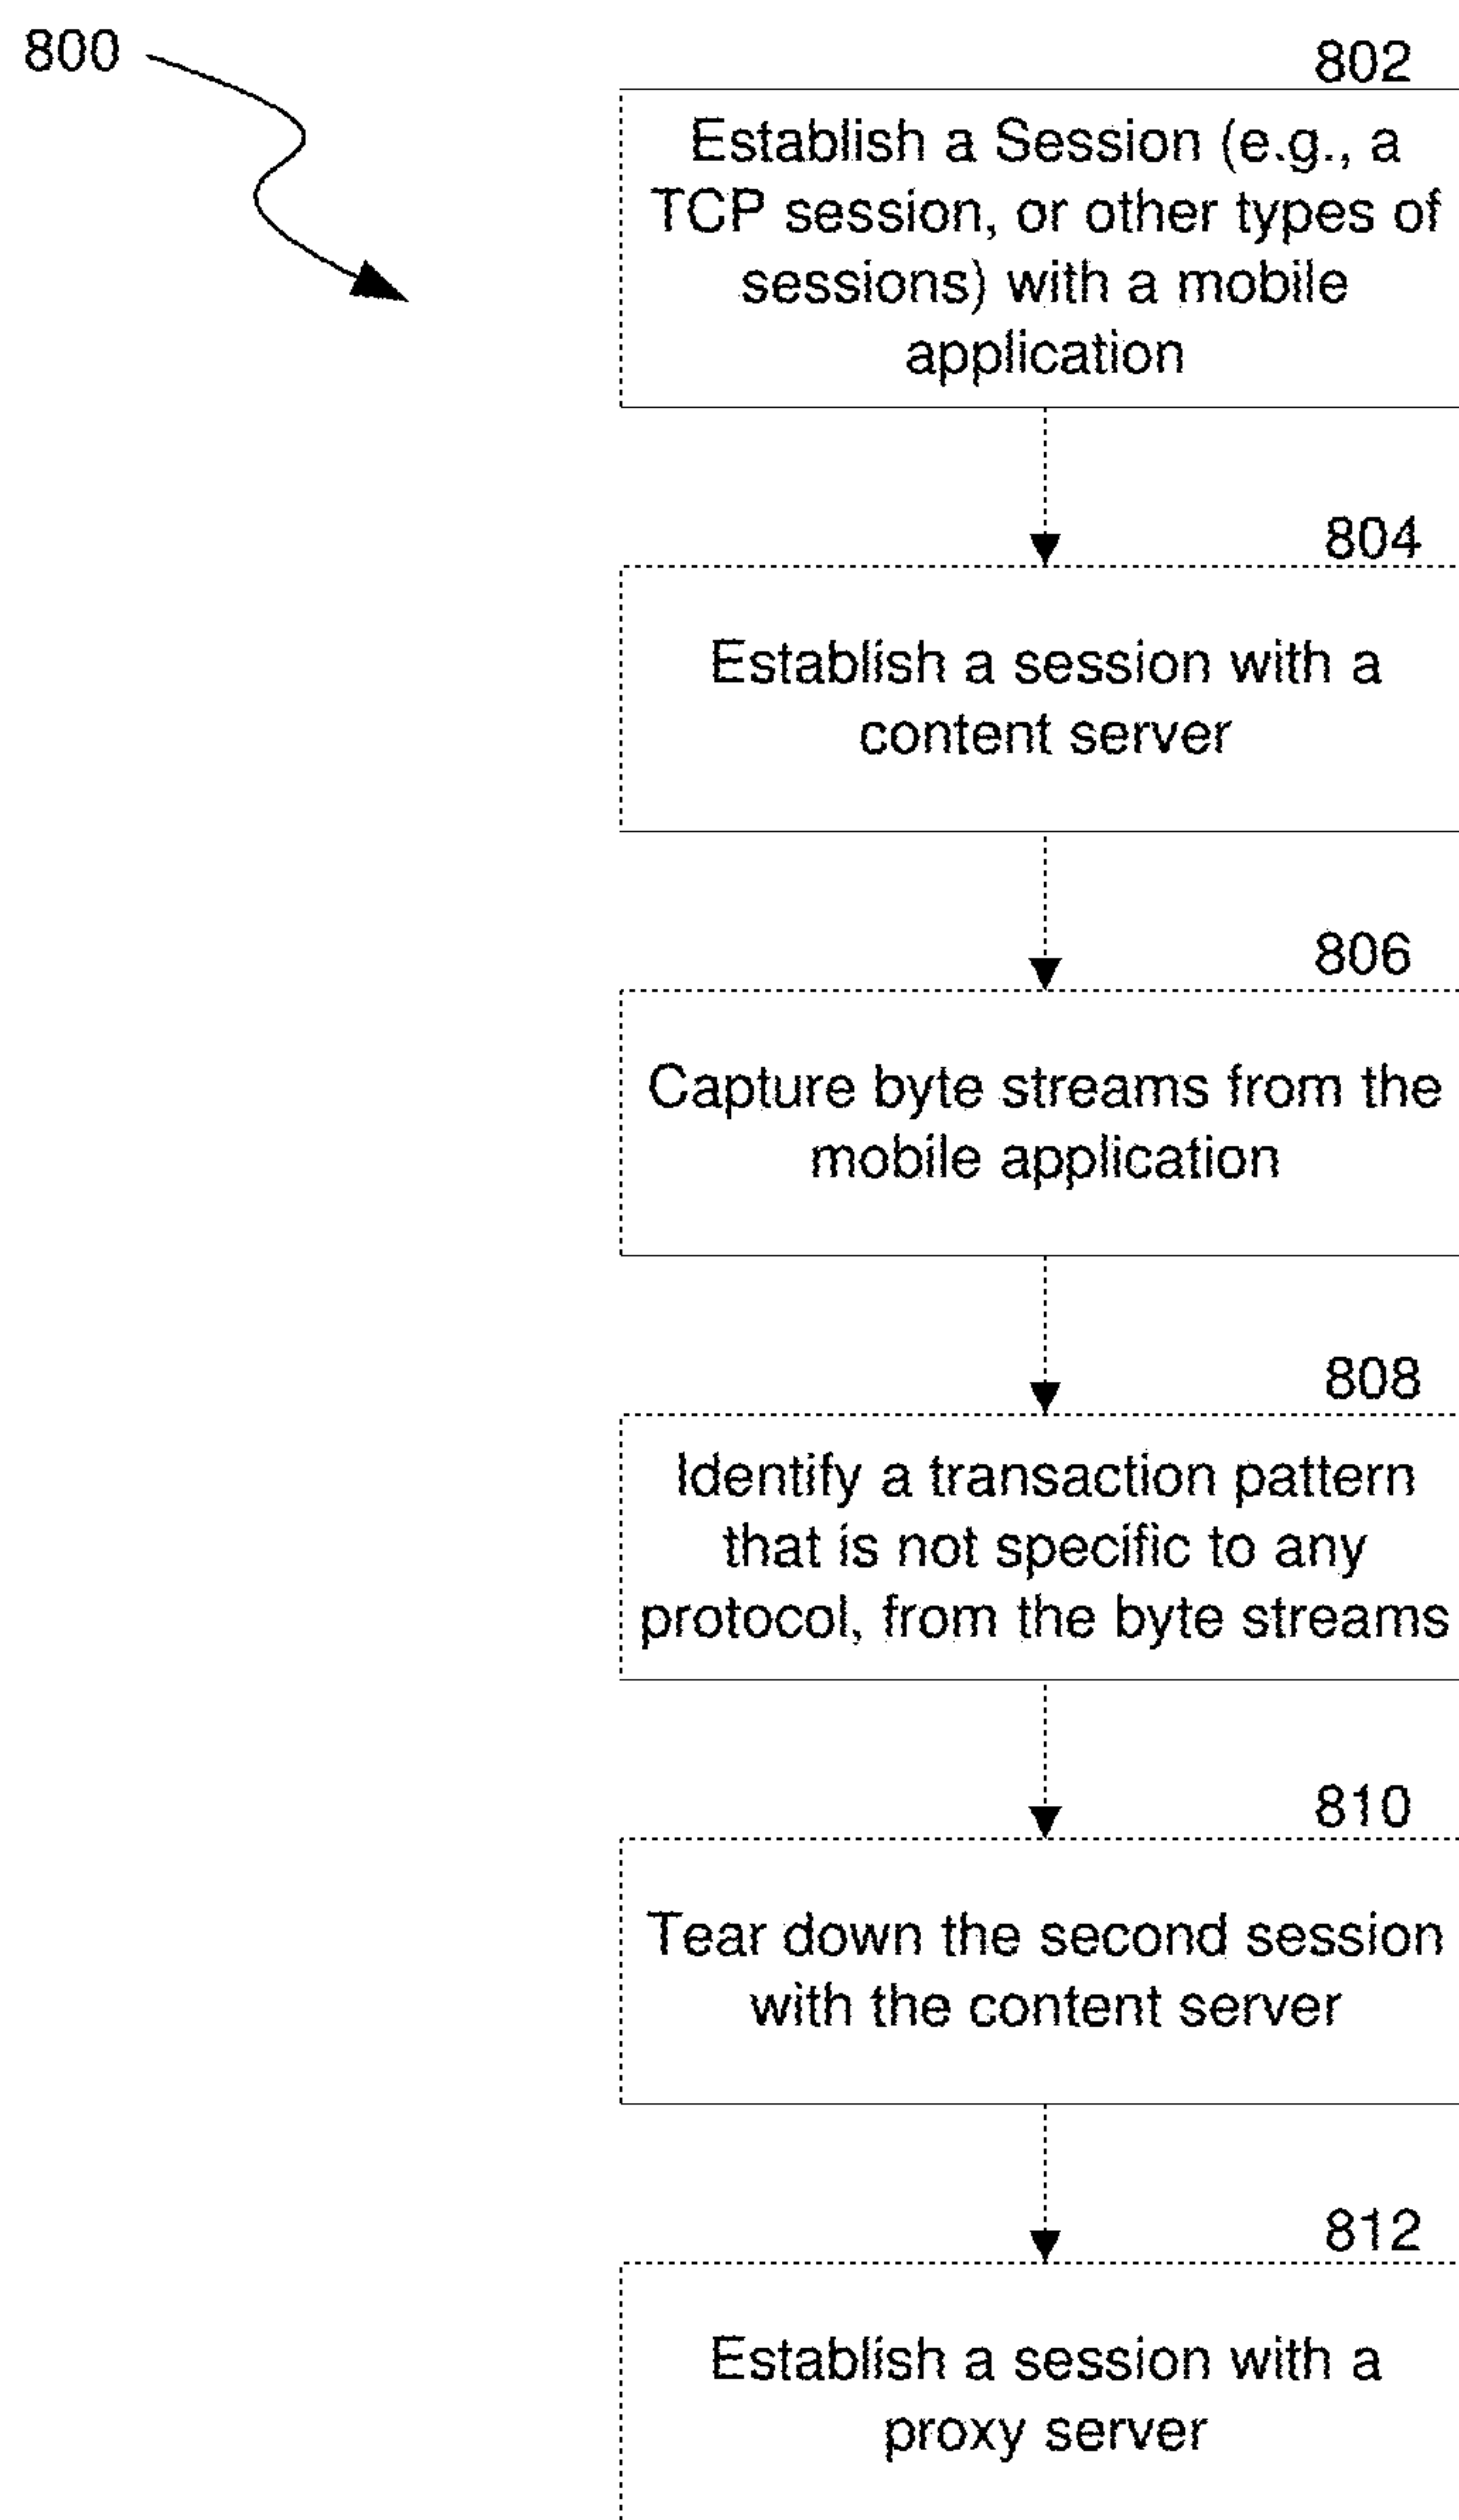 800
802
Establish a Session (e.g., a
TCP session, or other types of
sessions) with a mobile
application
804
Establish a session with a
content server
806
Capture byte streams from the
mobile application
808
Identify a transaction pattern
that is not specific to any
protocol, from the byte streams
810
Tear down the second session
with the content server
812
Establish a session with a
proxy server